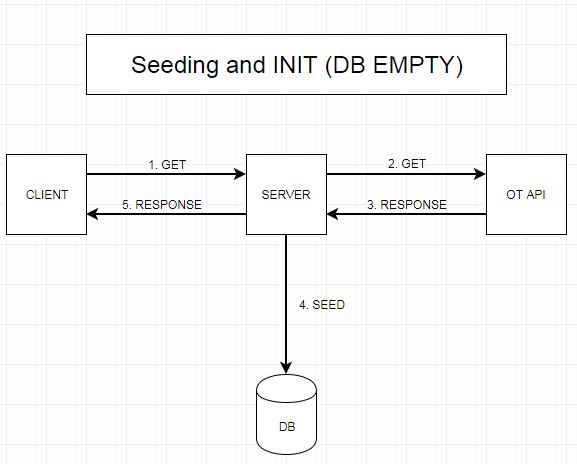 Seeding and INIT (DB EMPTY)
1. GET
2. GET
CLIENT
SERVER
OT API
5. RESPONSE
3. RESPONSE
4. SEED
DB